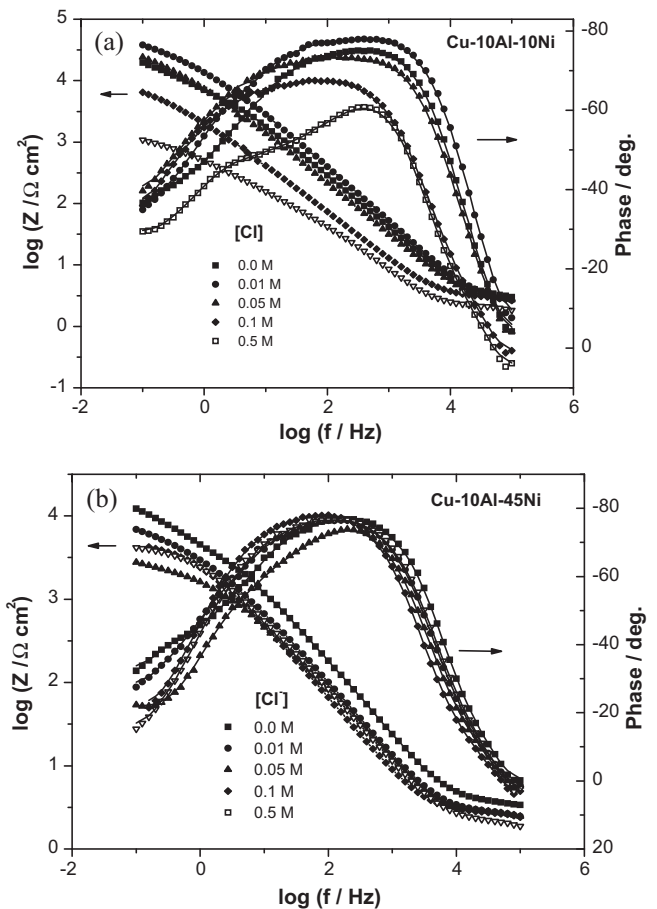 (a)
Cu-10Al-10Ni
5
4
3
2
1
0
-1
log (Z /Ω cm²)
-80
-60
-40
-20
0
Phase / deg.
[Cl]
0.0 M
0.01 M
0.05 M
0.1 M
0.5 M
-2
0
2
4
6
log (f / Hz)
(b)
Cu-10Al-45Ni
4
3
2
1
0
log (Z /Ω cm²)
-80
-60
-40
-20
0
20
Phase / deg.
[Cl⁻]
0.0 M
0.01 M
0.05 M
0.1 M
0.5 M
-2
0
2
4
6
log (f / Hz)